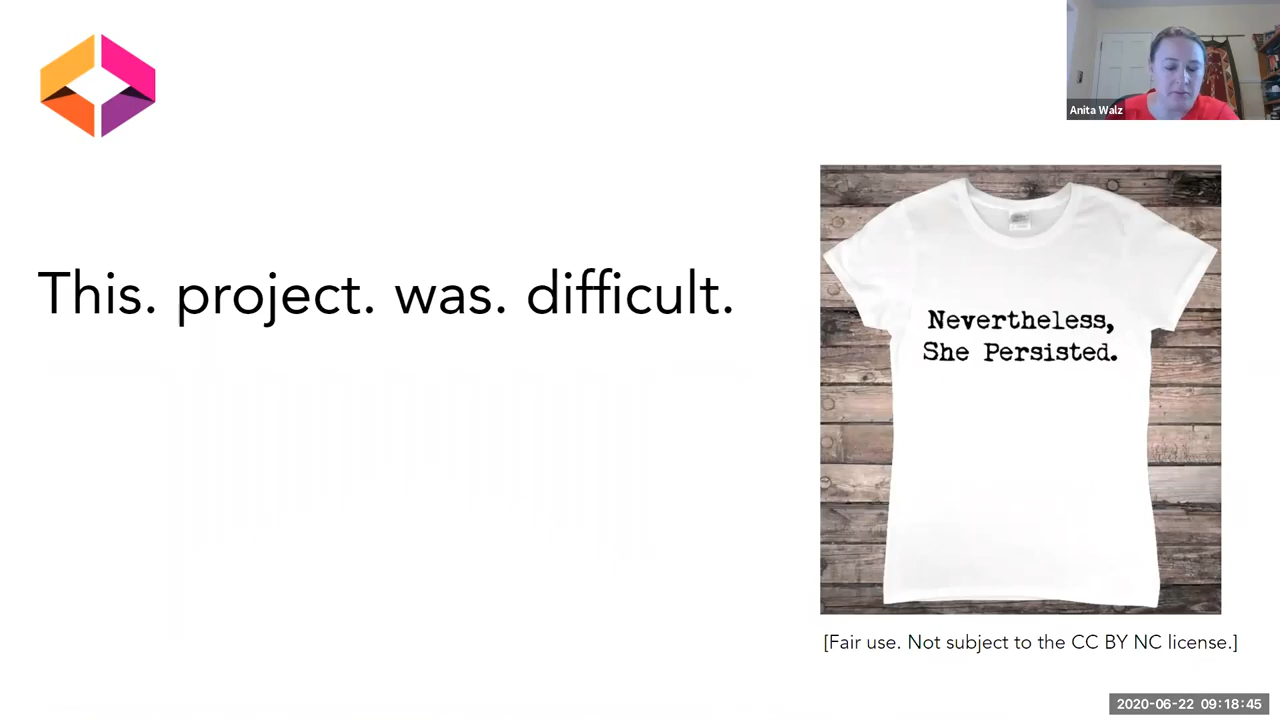 Anita Walz
This. project. was. difficult.
Nevertheless,
She Persisted.
[Fair use. Not subject to the CC BY NC license.]
2020-06-22 09:18:45